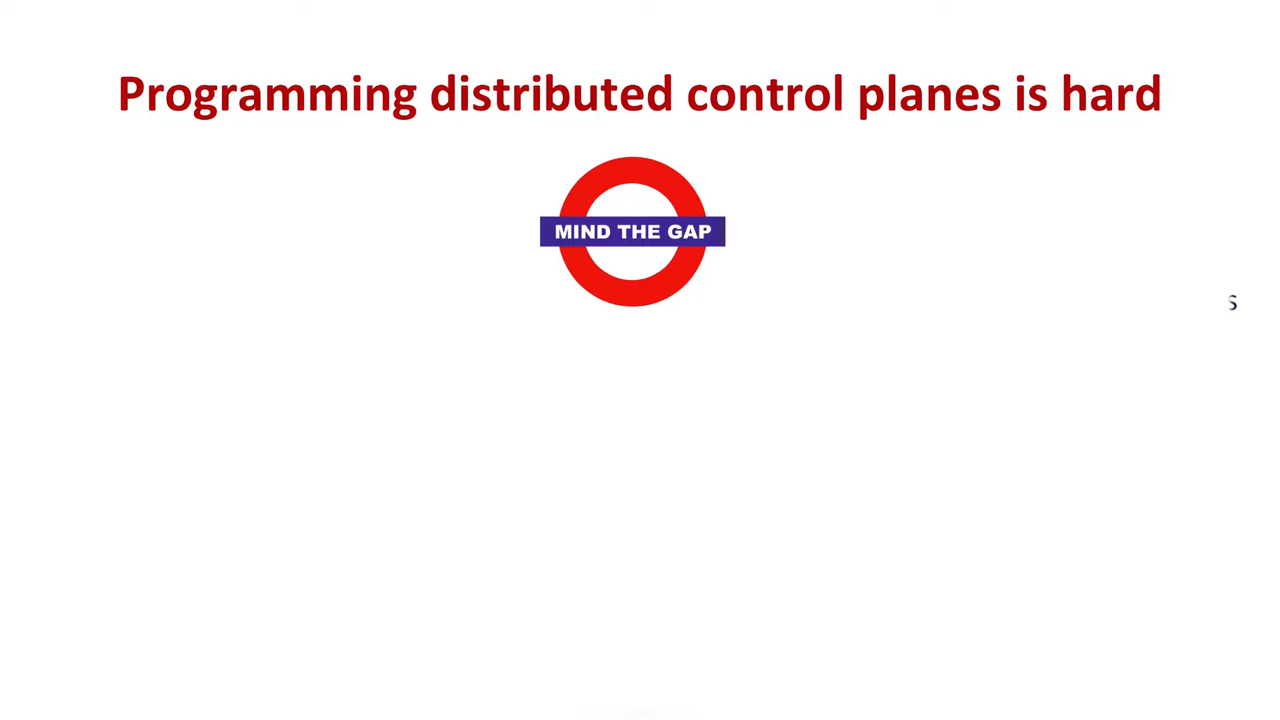 Programming distributed control planes is hard
MIND THE GAP
s